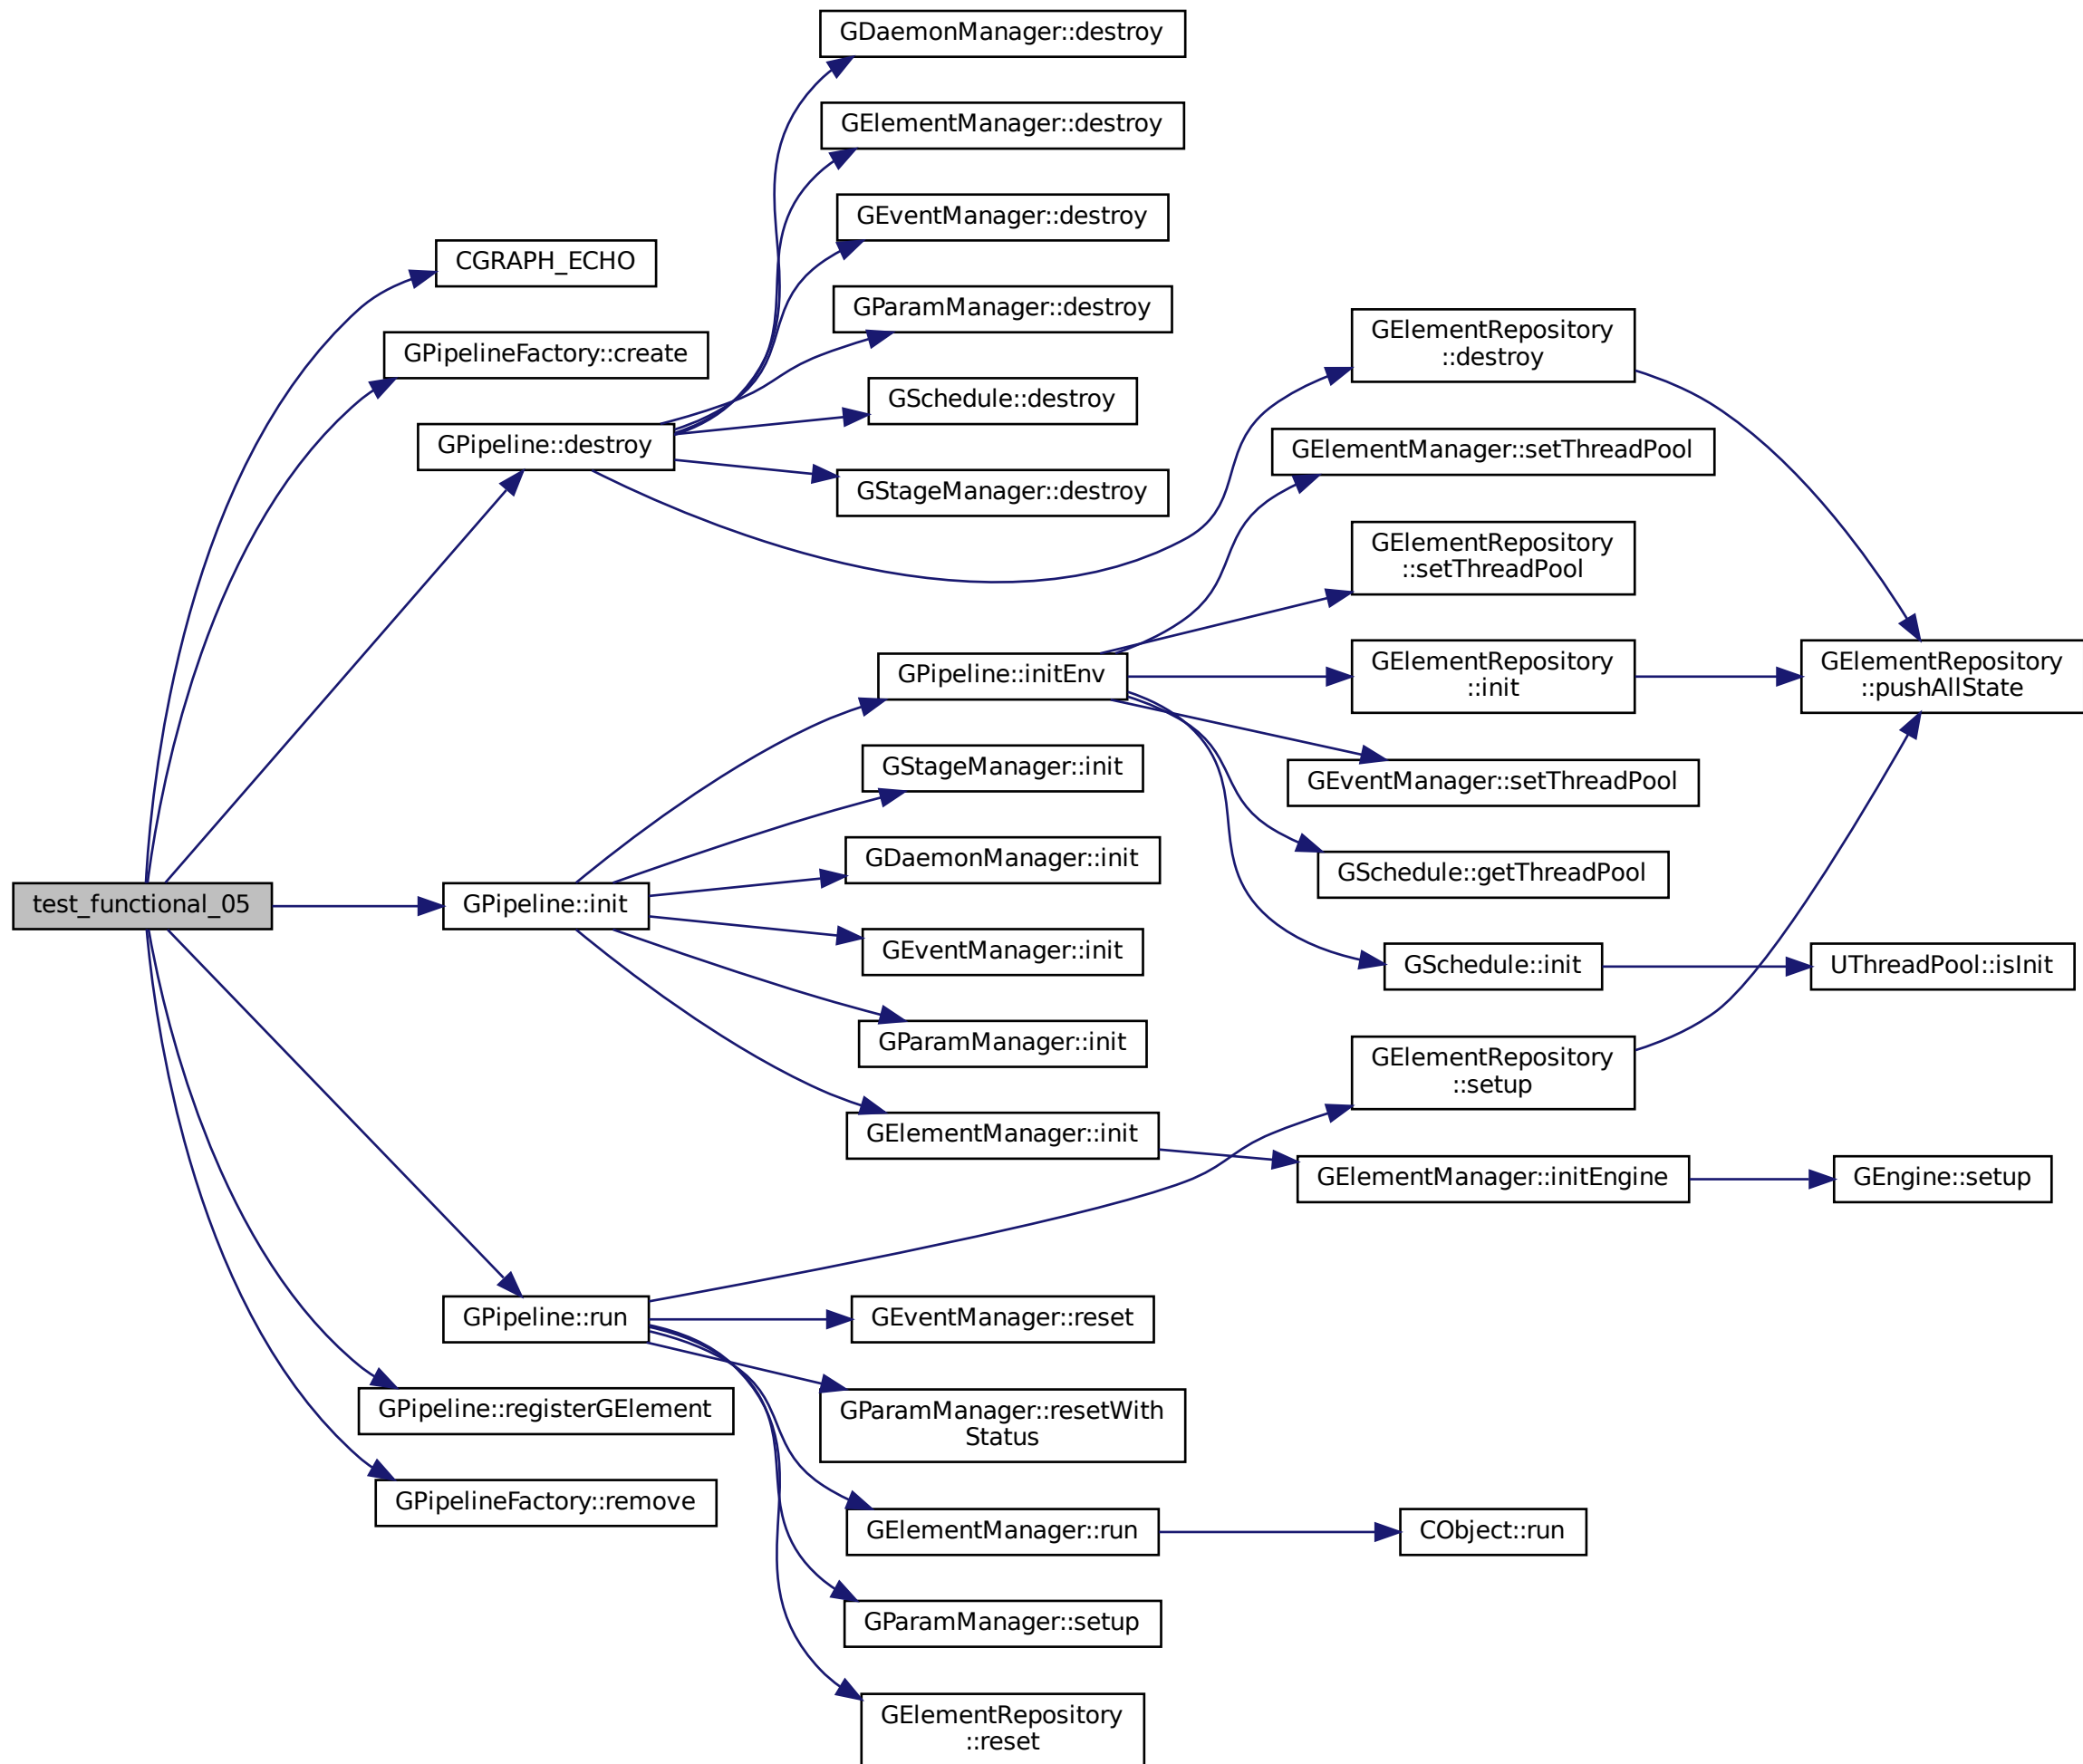 GDaemonManager::destroy
GElementManager::destroy
GEventManager::destroy
CGRAPH_ECHO
GParamManager::destroy
GElementRepository
::destroy
GPipelineFactory::create
GSchedule::destroy
GPipeline::destroy
GElementManager::setThreadPool
GStageManager::destroy
GElementRepository
::setThreadPool
GPipeline::initEnv
GElementRepository
::init
GElementRepository
::pushAllState
GStageManager::init
GEventManager::setThreadPool
GDaemonManager::init
GSchedule::getThreadPool
test_functional_05
GPipeline::init
GEventManager::init
GSchedule::init
UThreadPool::isInit
GParamManager::init
GElementRepository
::setup
GElementManager::init
GElementManager::initEngine
GEngine::setup
GPipeline::run
GEventManager::reset
GPipeline::registerGElement
GParamManager::resetWith
Status
GPipelineFactory::remove
GElementManager::run
CObject::run
GParamManager::setup
GElementRepository
::reset